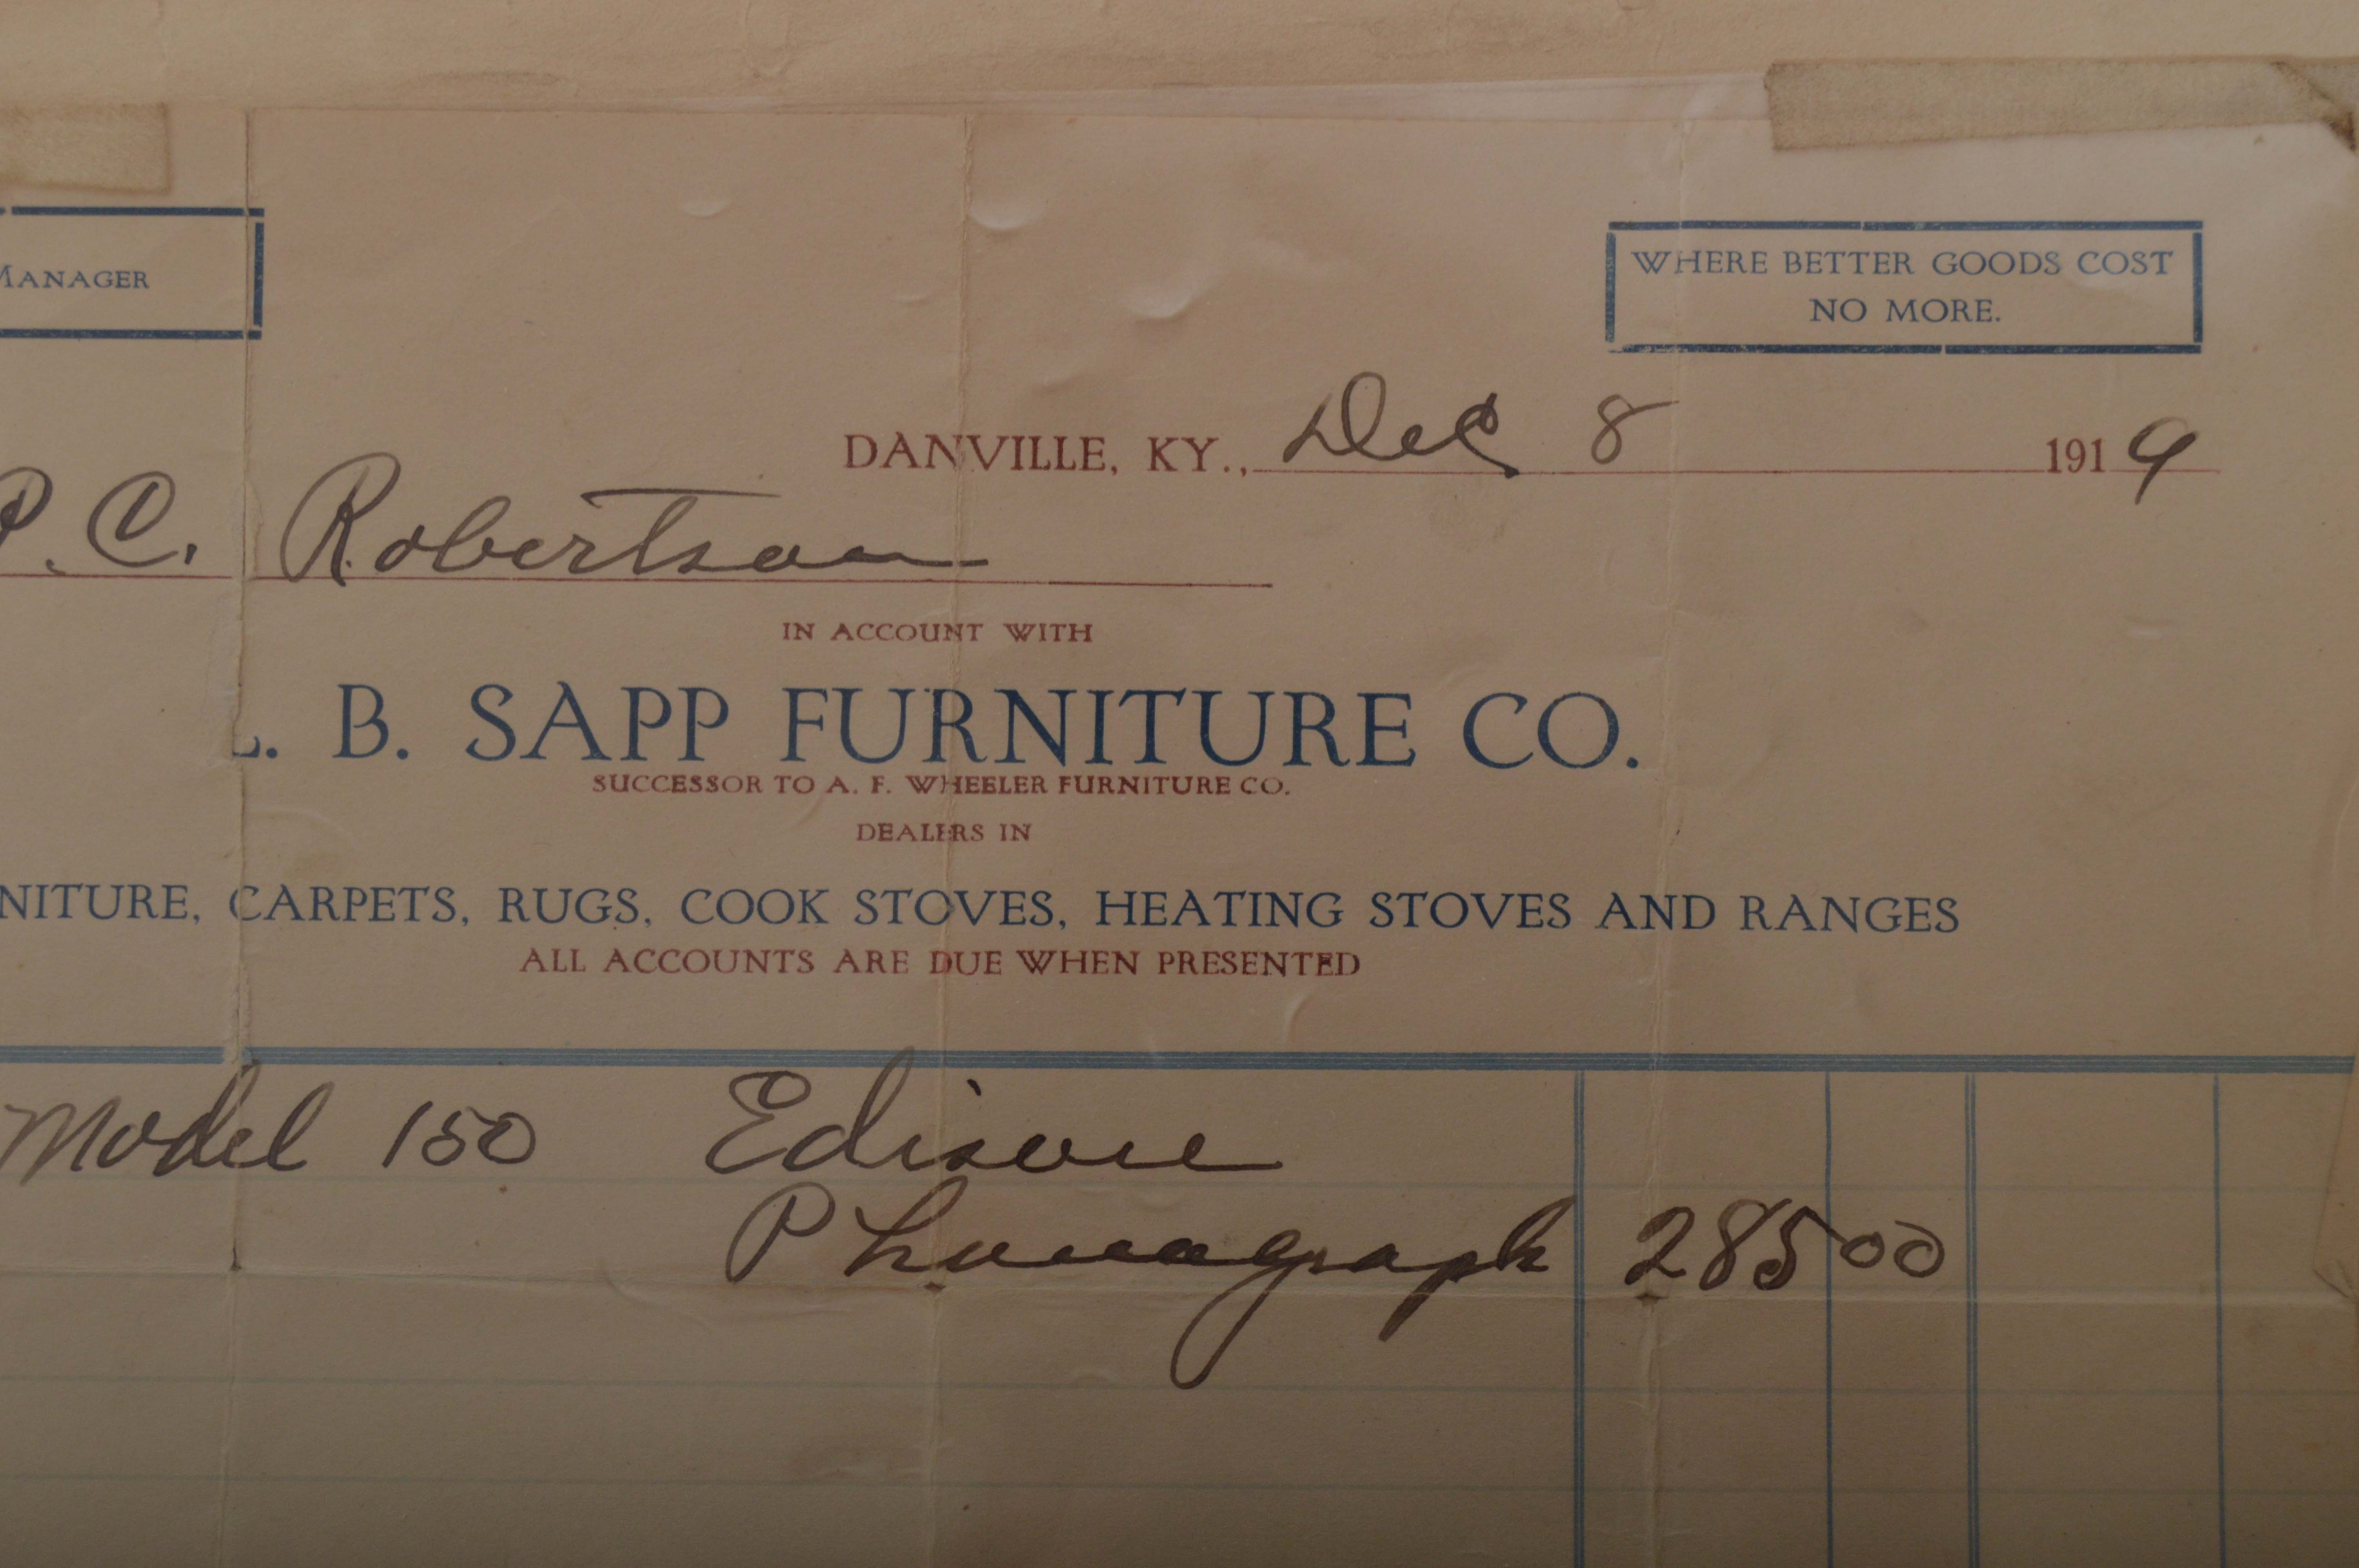 MANAGER
WHERE BETTER GOODS COST
NO MORE.
DANVILLE, KY., Dec 8 1919
P. C. Robertson
IN ACCOUNT WITH
L. B. SAPP FURNITURE CO.
SUCCESSOR TO A. F. WHEELER FURNITURE CO.
DEALERS IN
NITURE, CARPETS, RUGS, COOK STOVES, HEATING STOVES AND RANGES
ALL ACCOUNTS ARE DUE WHEN PRESENTED
Model 150 Edison
Phonograph 285 00